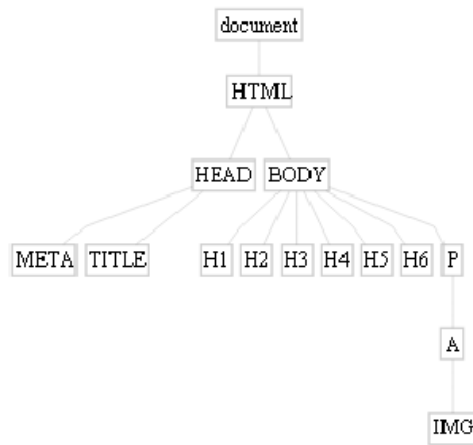 document
HTML
HEAD BODY
META TITLE H1 H2 H3 H4 H5 H6 P
A
IMG